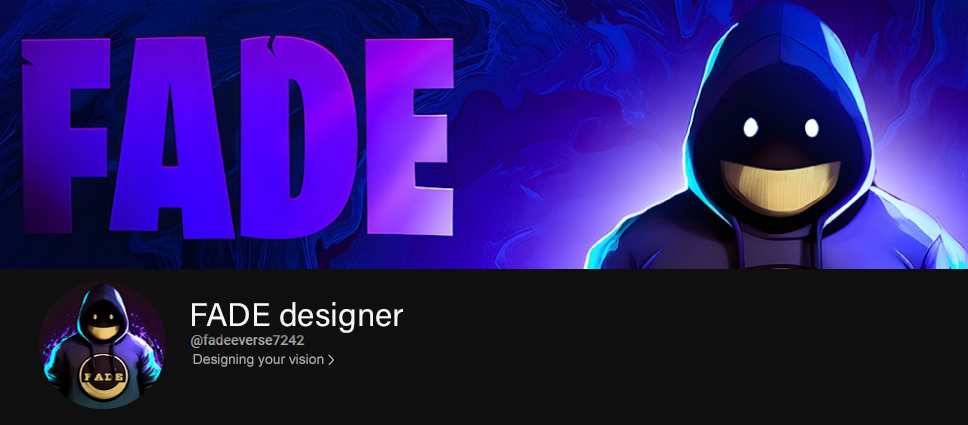 FADE
FADE designer
@fadeeverse7242
Designing your vision >
FADE